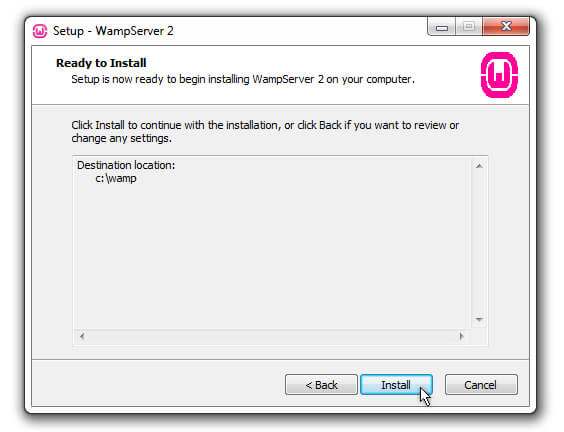 Setup - WampServer 2
Ready to Install
Setup is now ready to begin installing WampServer 2 on your computer.
Click Install to continue with the installation, or click Back if you want to review or
change any settings.
Destination location:
c:\wamp
< Back
Install
Cancel